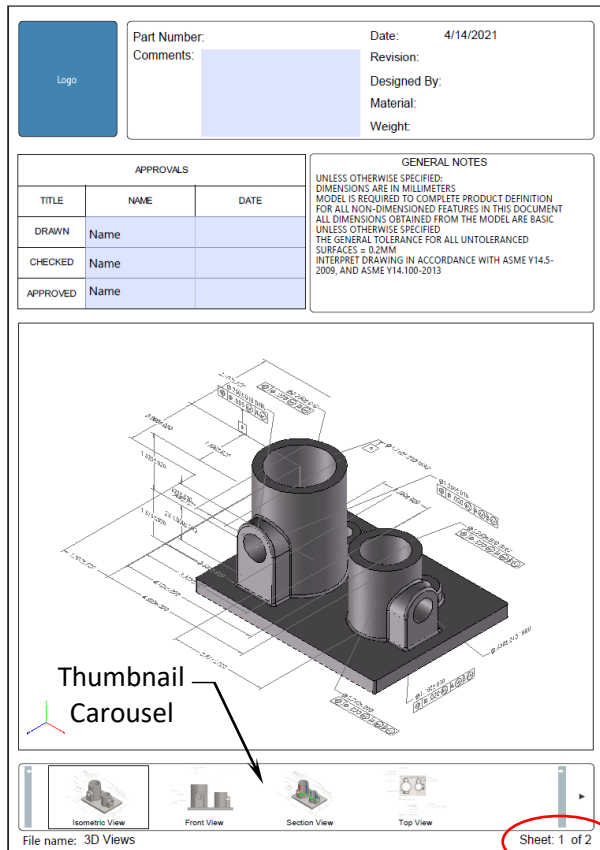 Logo
Part Number:
Comments:
Date: 4/14/2021
Revision:
Designed By:
Material:
Weight:
APPROVALS
TITLE NAME DATE
DRAWN Name
CHECKED Name
APPROVED Name
GENERAL NOTES
UNLESS OTHERWISE SPECIFIED:
DIMENSIONS ARE IN MILLIMETERS
MODEL IS REQUIRED TO COMPLETE PRODUCT DEFINITION
FOR ALL NON-DIMENSIONED FEATURES IN THIS DOCUMENT
ALL DIMENSIONS OBTAINED FROM THE MODEL ARE BASIC
UNLESS OTHERWISE SPECIFIED
THE GENERAL TOLERANCE FOR ALL UNTOLERANCED
SURFACES = 0.2MM
INTERPRET DRAWING IN ACCORDANCE WITH ASME Y14.5-
2009, AND ASME Y14.100-2013
Thumbnail
Carousel
Isometric View
Front View
Section View
Top View
File name: 3D Views
Sheet: 1 of 2